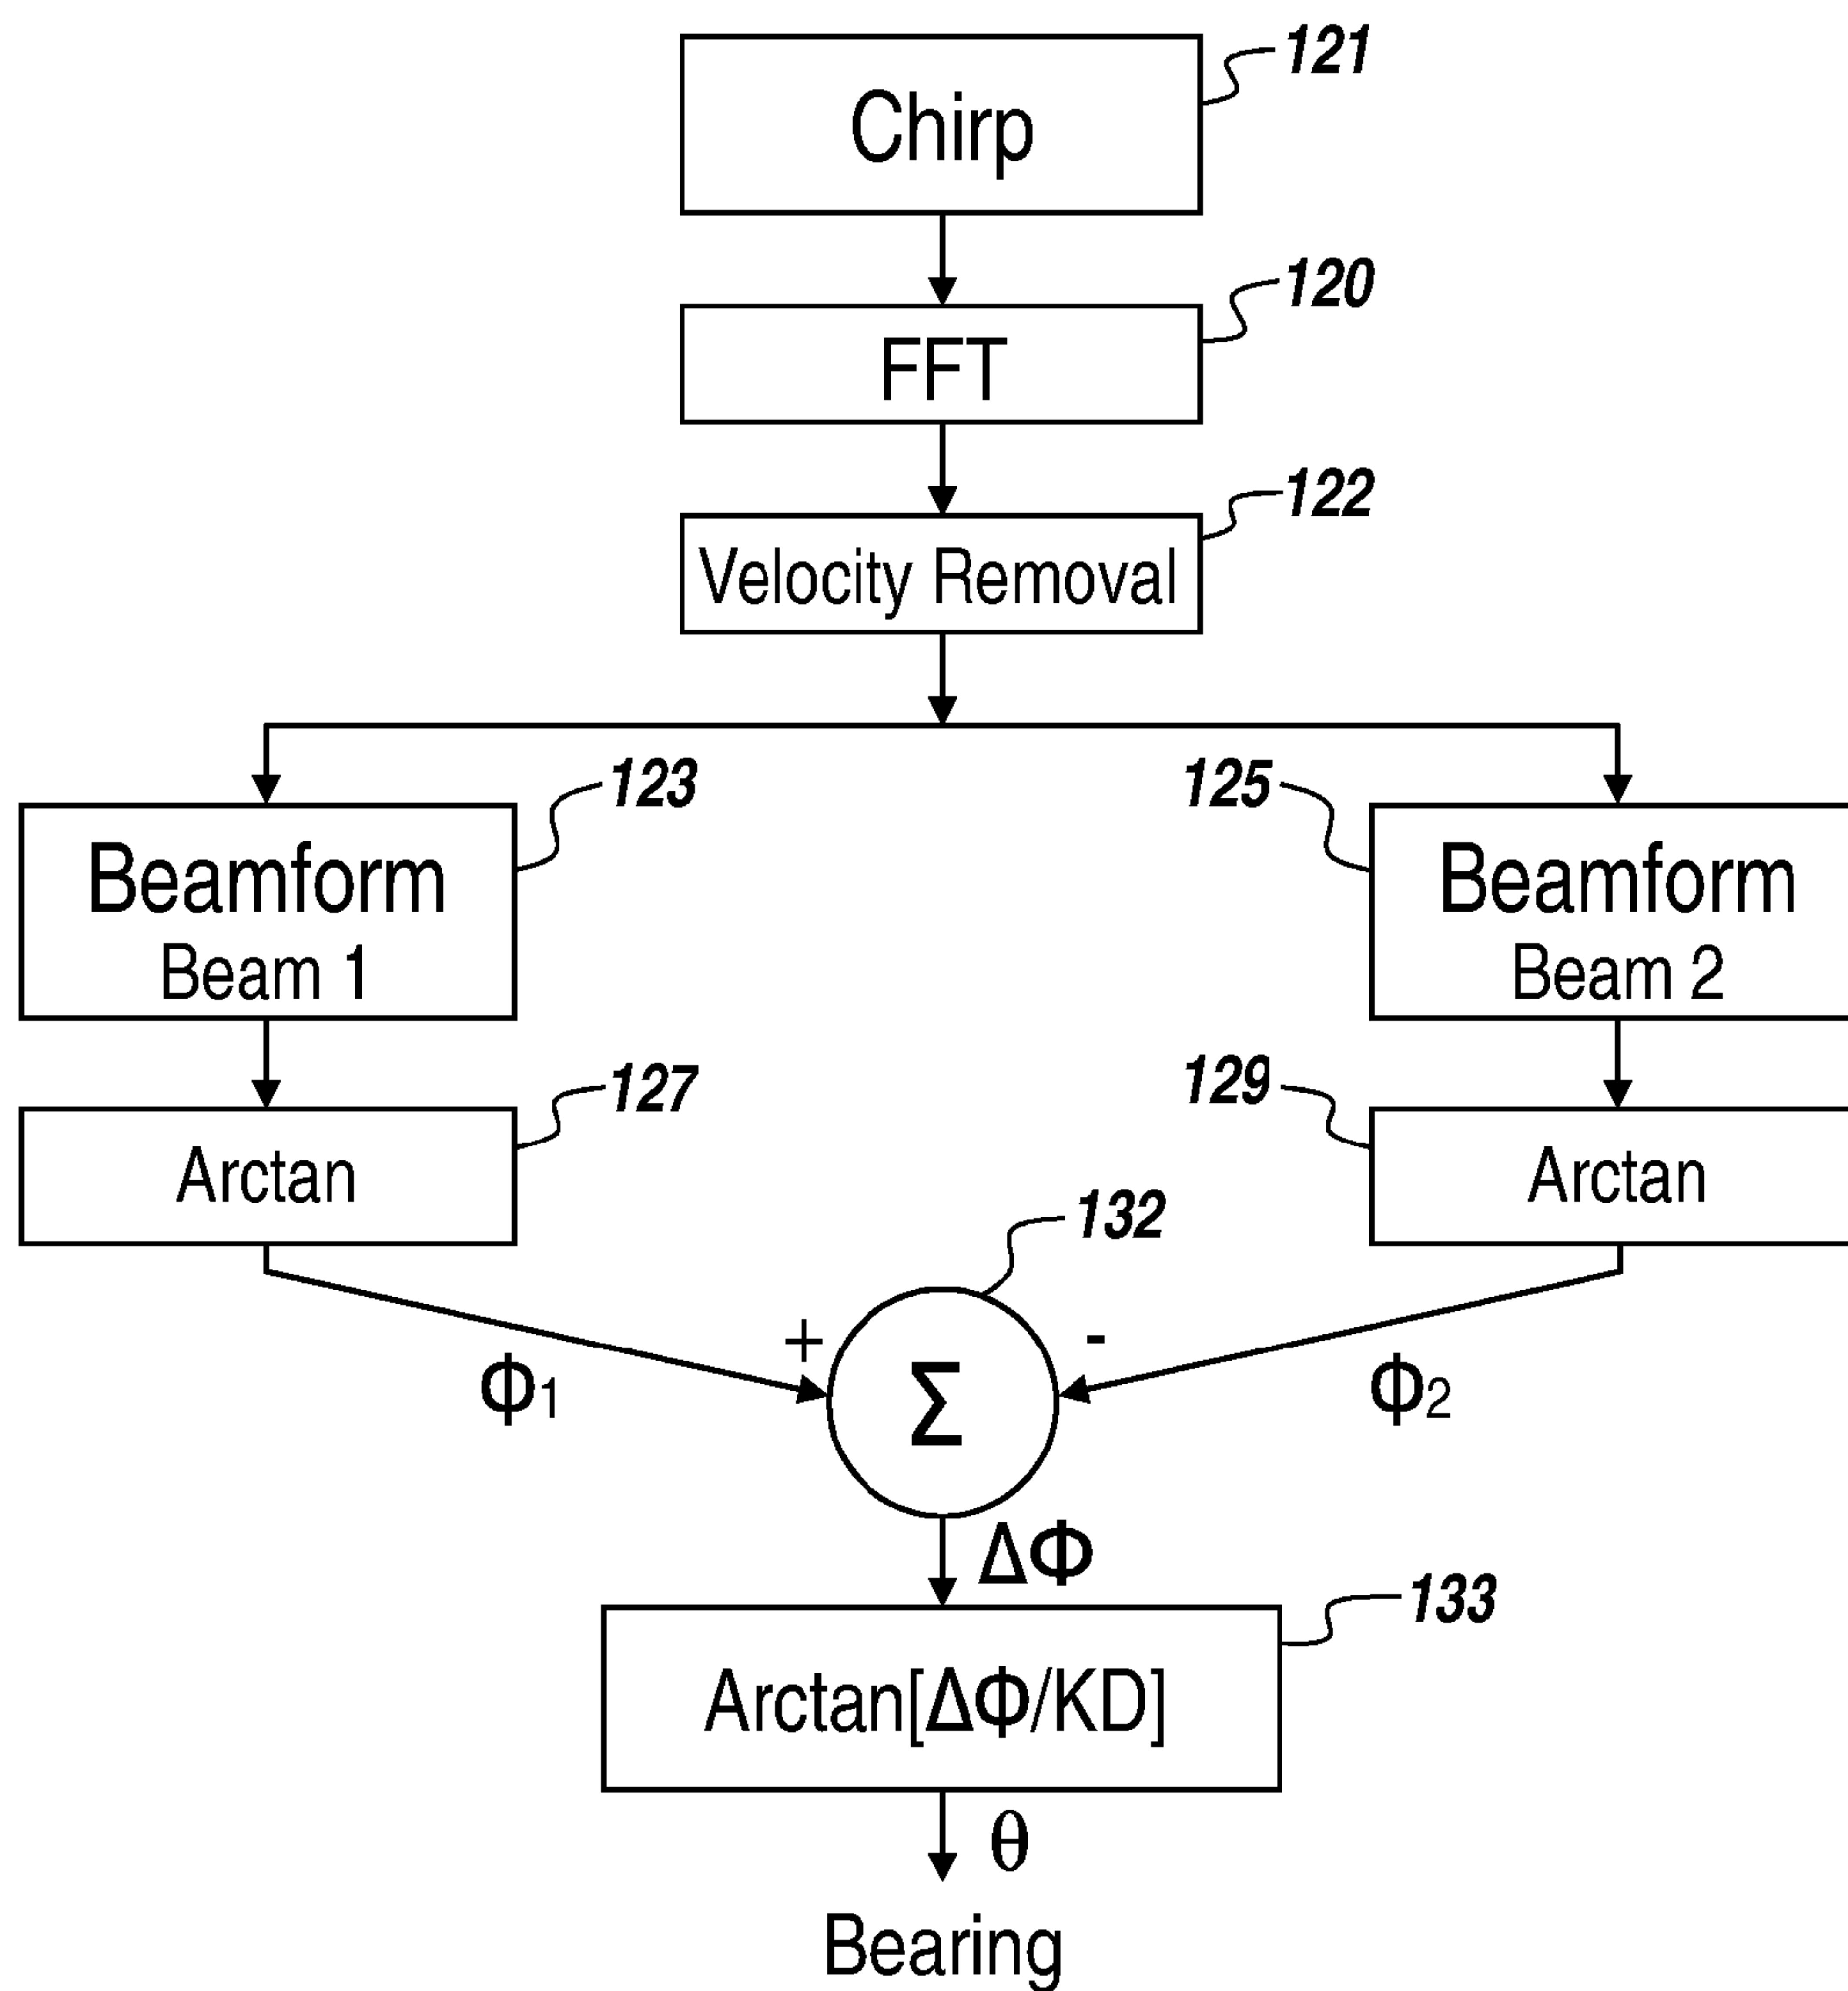 121
Chirp
120
FFT
122
Velocity Removal
123
125
Beamform
Beam 1
Beamform
Beam 2
127
129
Arctan
Arctan
132
+
-
Φ1
Σ
Φ2
ΔΦ
133
Arctan[ΔΦ/KD]
θ
Bearing